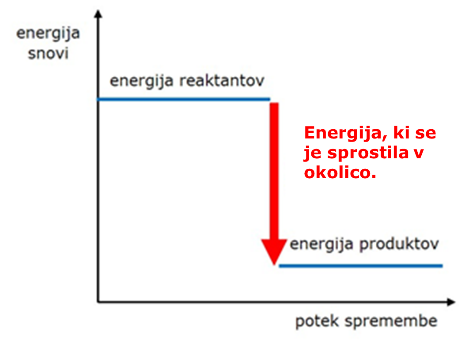 energija
snovi
energija reaktantov
Energija, ki se
je sprostila v
okolico.
energija produktov
potek spremembe